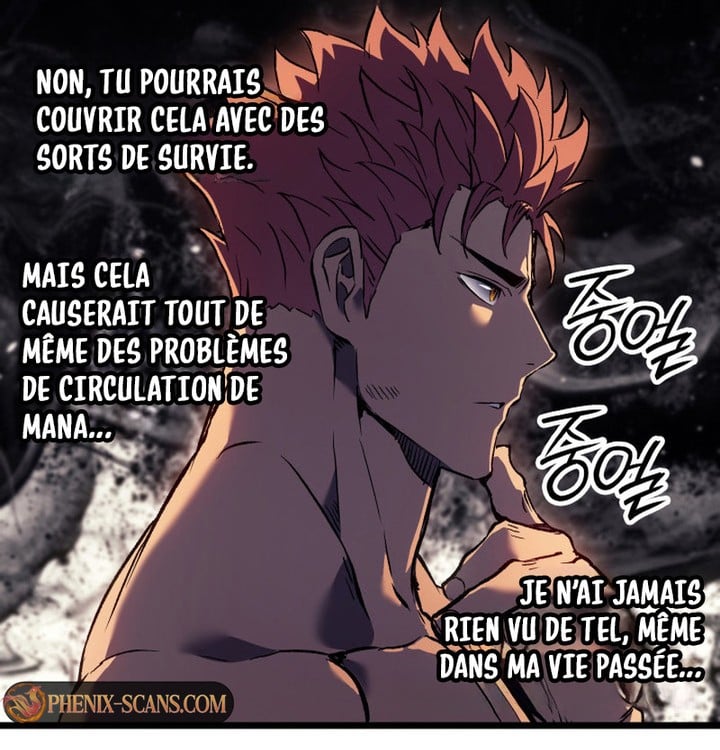 NON, TU POURRAIS
COUVRIR CELA AVEC DES
SORTS DE SURVIE.
MAIS CELA
CAUSERAIT TOUT DE
MÊME DES PROBLÈMES
DE CIRCULATION DE
MANA...
중얼
중얼
JE N'AI JAMAIS
RIEN VU DE TEL, MÊME
DANS MA VIE PASSÉE...
PHENIX-SCANS.COM